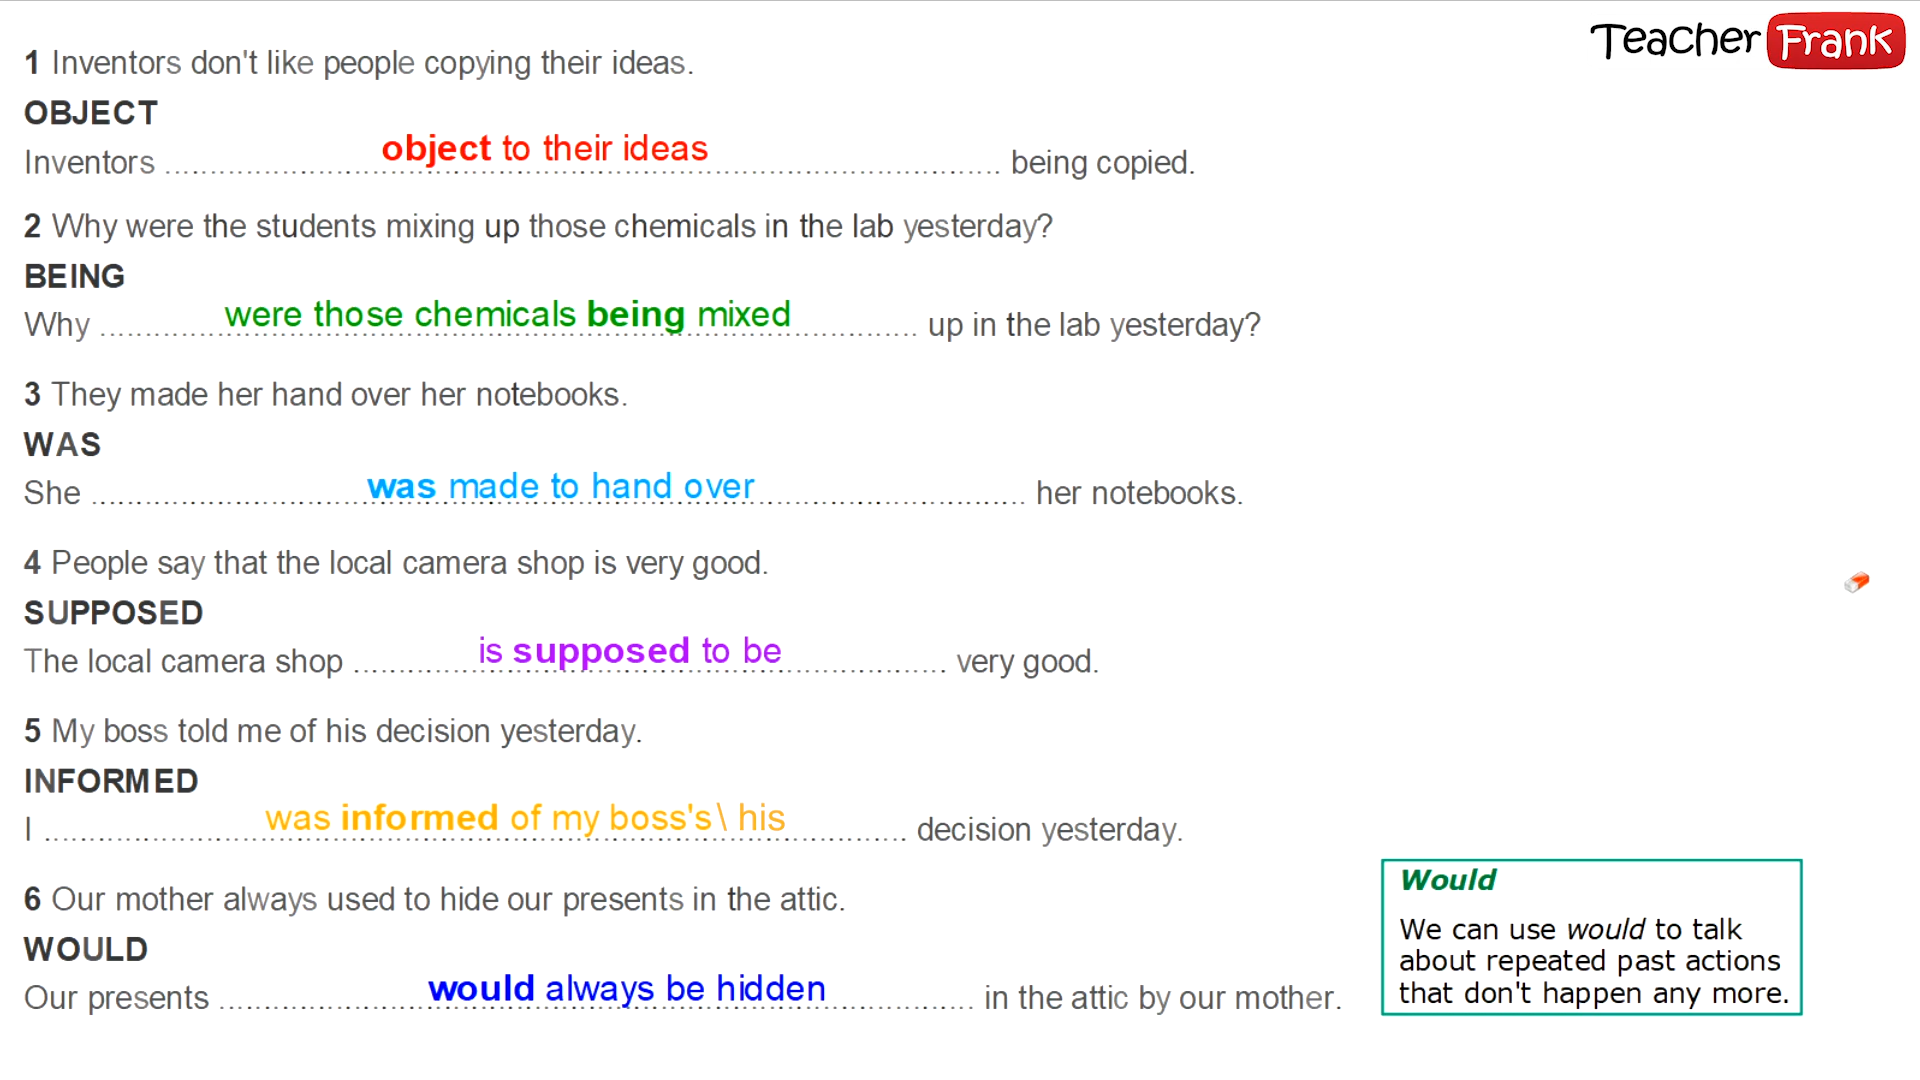 Teacher Frank
1 Inventors don't like people copying their ideas.
OBJECT
Inventors ........ object to their ideas ........ being copied.
2 Why were the students mixing up those chemicals in the lab yesterday?
BEING
Why ........ were those chemicals being mixed ........ up in the lab yesterday?
3 They made her hand over her notebooks.
WAS
She ........ was made to hand over ........ her notebooks.
4 People say that the local camera shop is very good.
SUPPOSED
The local camera shop ........ is supposed to be ........ very good.
5 My boss told me of his decision yesterday.
INFORMED
I ........ was informed of my boss's\ his ........ decision yesterday.
6 Our mother always used to hide our presents in the attic.
WOULD
Our presents ........ would always be hidden ........ in the attic by our mother.
Would
We can use would to talk
about repeated past actions
that don't happen any more.